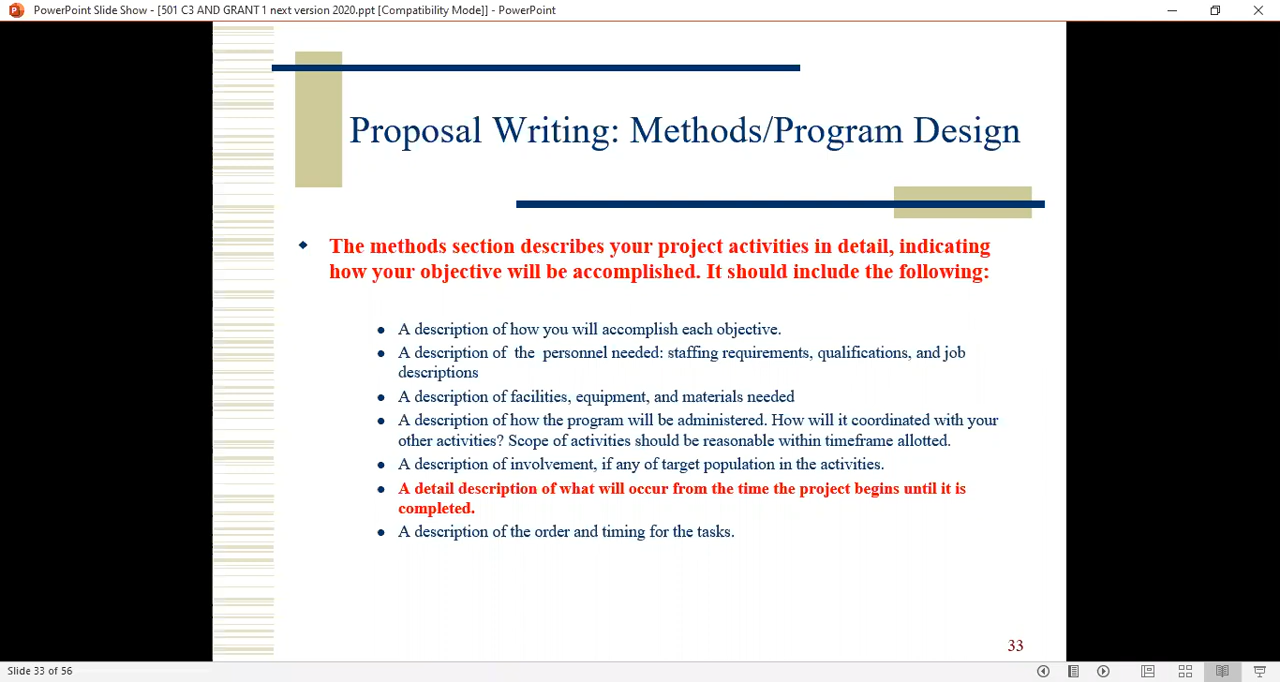 PowerPoint Slide Show - [501 C3 AND GRANT 1 next version 2020.ppt [Compatibility Mode]] - PowerPoint
Proposal Writing: Methods/Program Design
The methods section describes your project activities in detail, indicating
how your objective will be accomplished. It should include the following:
A description of how you will accomplish each objective.
A description of the personnel needed: staffing requirements, qualifications, and job
descriptions
A description of facilities, equipment, and materials needed
A description of how the program will be administered. How will it coordinated with your
other activities? Scope of activities should be reasonable within timeframe allotted.
A description of involvement, if any of target population in the activities.
A detail description of what will occur from the time the project begins until it is
completed.
A description of the order and timing for the tasks.
33
Slide 33 of 56